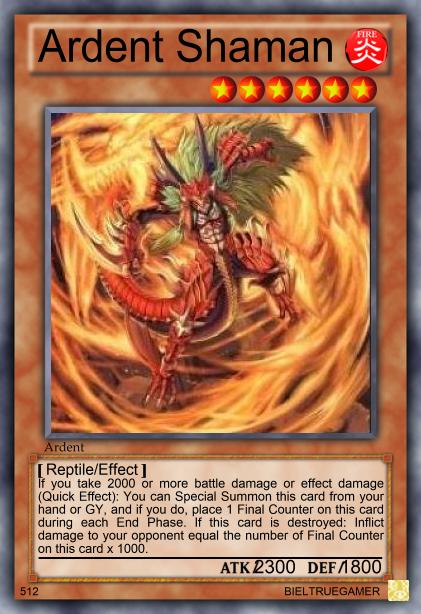 Ardent Shaman
FIRE
炎
Ardent
[ Reptile/Effect ]
If you take 2000 or more battle damage or effect damage
(Quick Effect): You can Special Summon this card from your
hand or GY, and if you do, place 1 Final Counter on this card
during each End Phase. If this card is destroyed: Inflict
damage to your opponent equal the number of Final Counter
on this card x 1000.
ATK/2300 DEF/1800
512 BIELTRUEGAMER